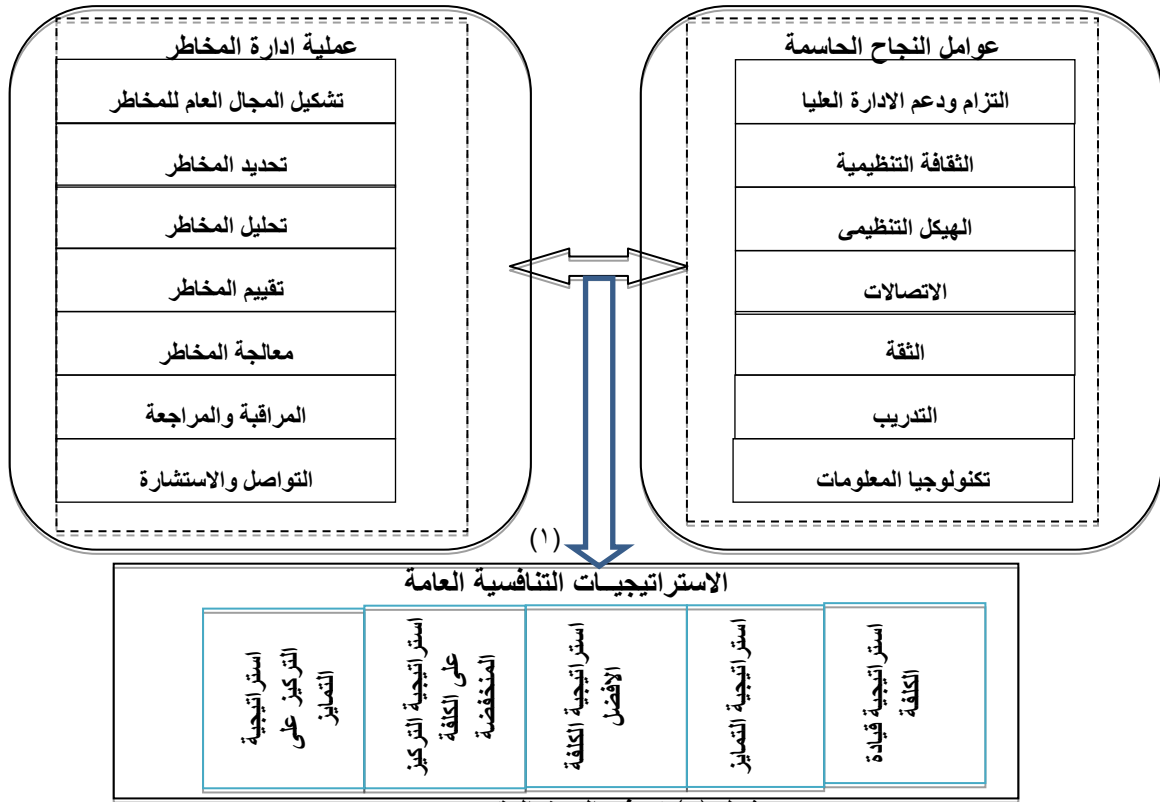 عوامل النجاح الحاسمة
التزام ودعم الادارة العليا
الثقافة التنظيمية
الهيكل التنظيمى
الاتصالات
الثقة
التدريب
تكنولوجيا المعلومات
عملية ادارة المخاطر
تشكيل المجال العام للمخاطر
تحديد المخاطر
تحليل المخاطر
تقييم المخاطر
معالجة المخاطر
المراقبة والمراجعة
التواصل والاستشارة
(١)
الاستراتيجيــات التنافسية العامة
استراتيجية قيادة
الكلفة
استراتيجية التمايز
استراتيجية الكلفة
الافضل
استراتيجية التركيز
على الكلفة
المنخفضة
استراتيجية
التركيز على
التمايز